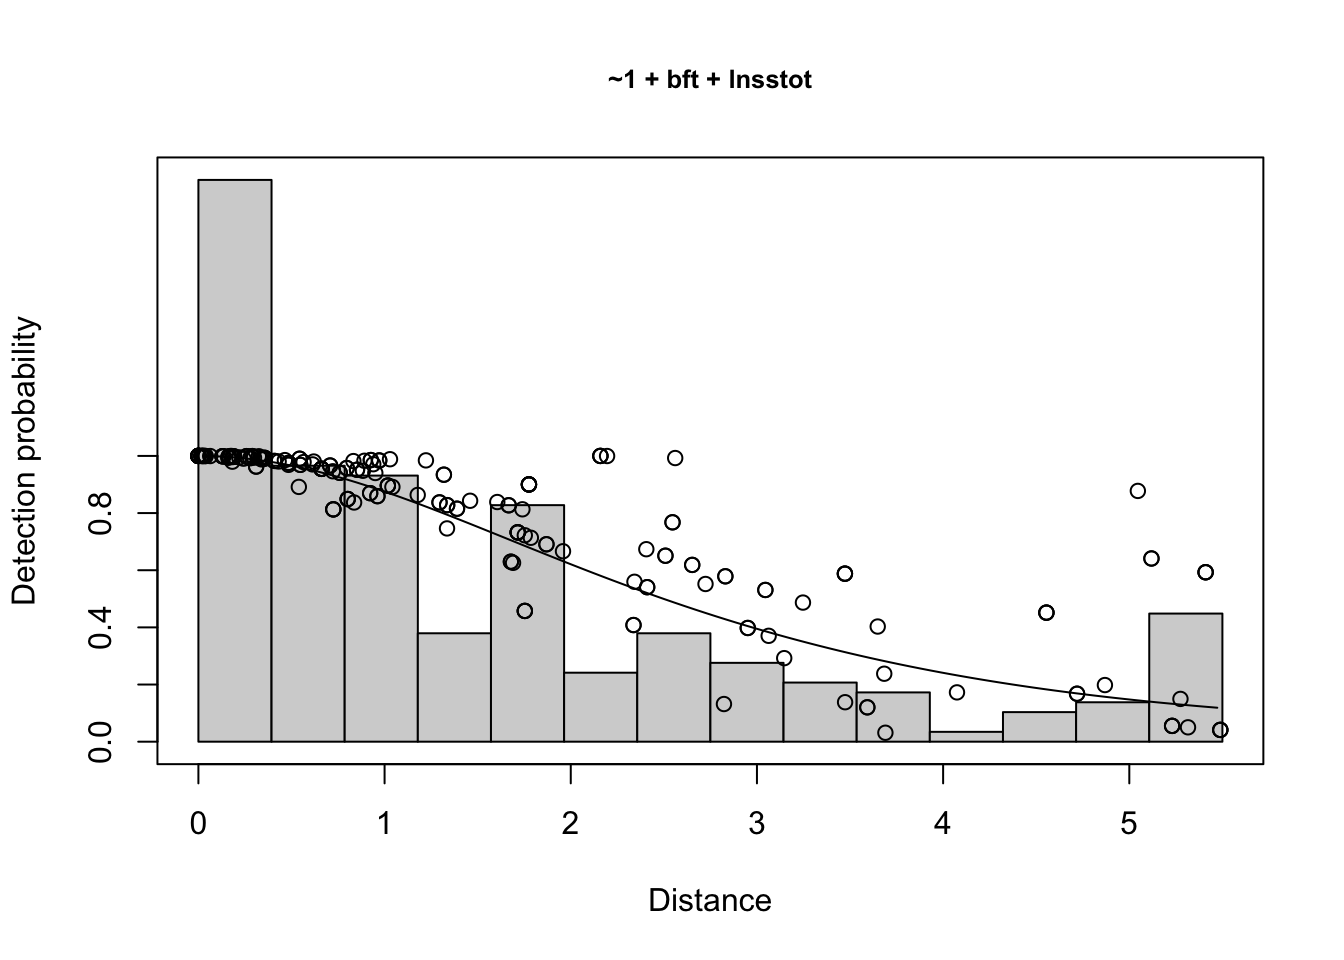 ~1 + bft + lnsstot
Detection probability
0.8
0.4
0.0
0 1 2 3 4 5
Distance